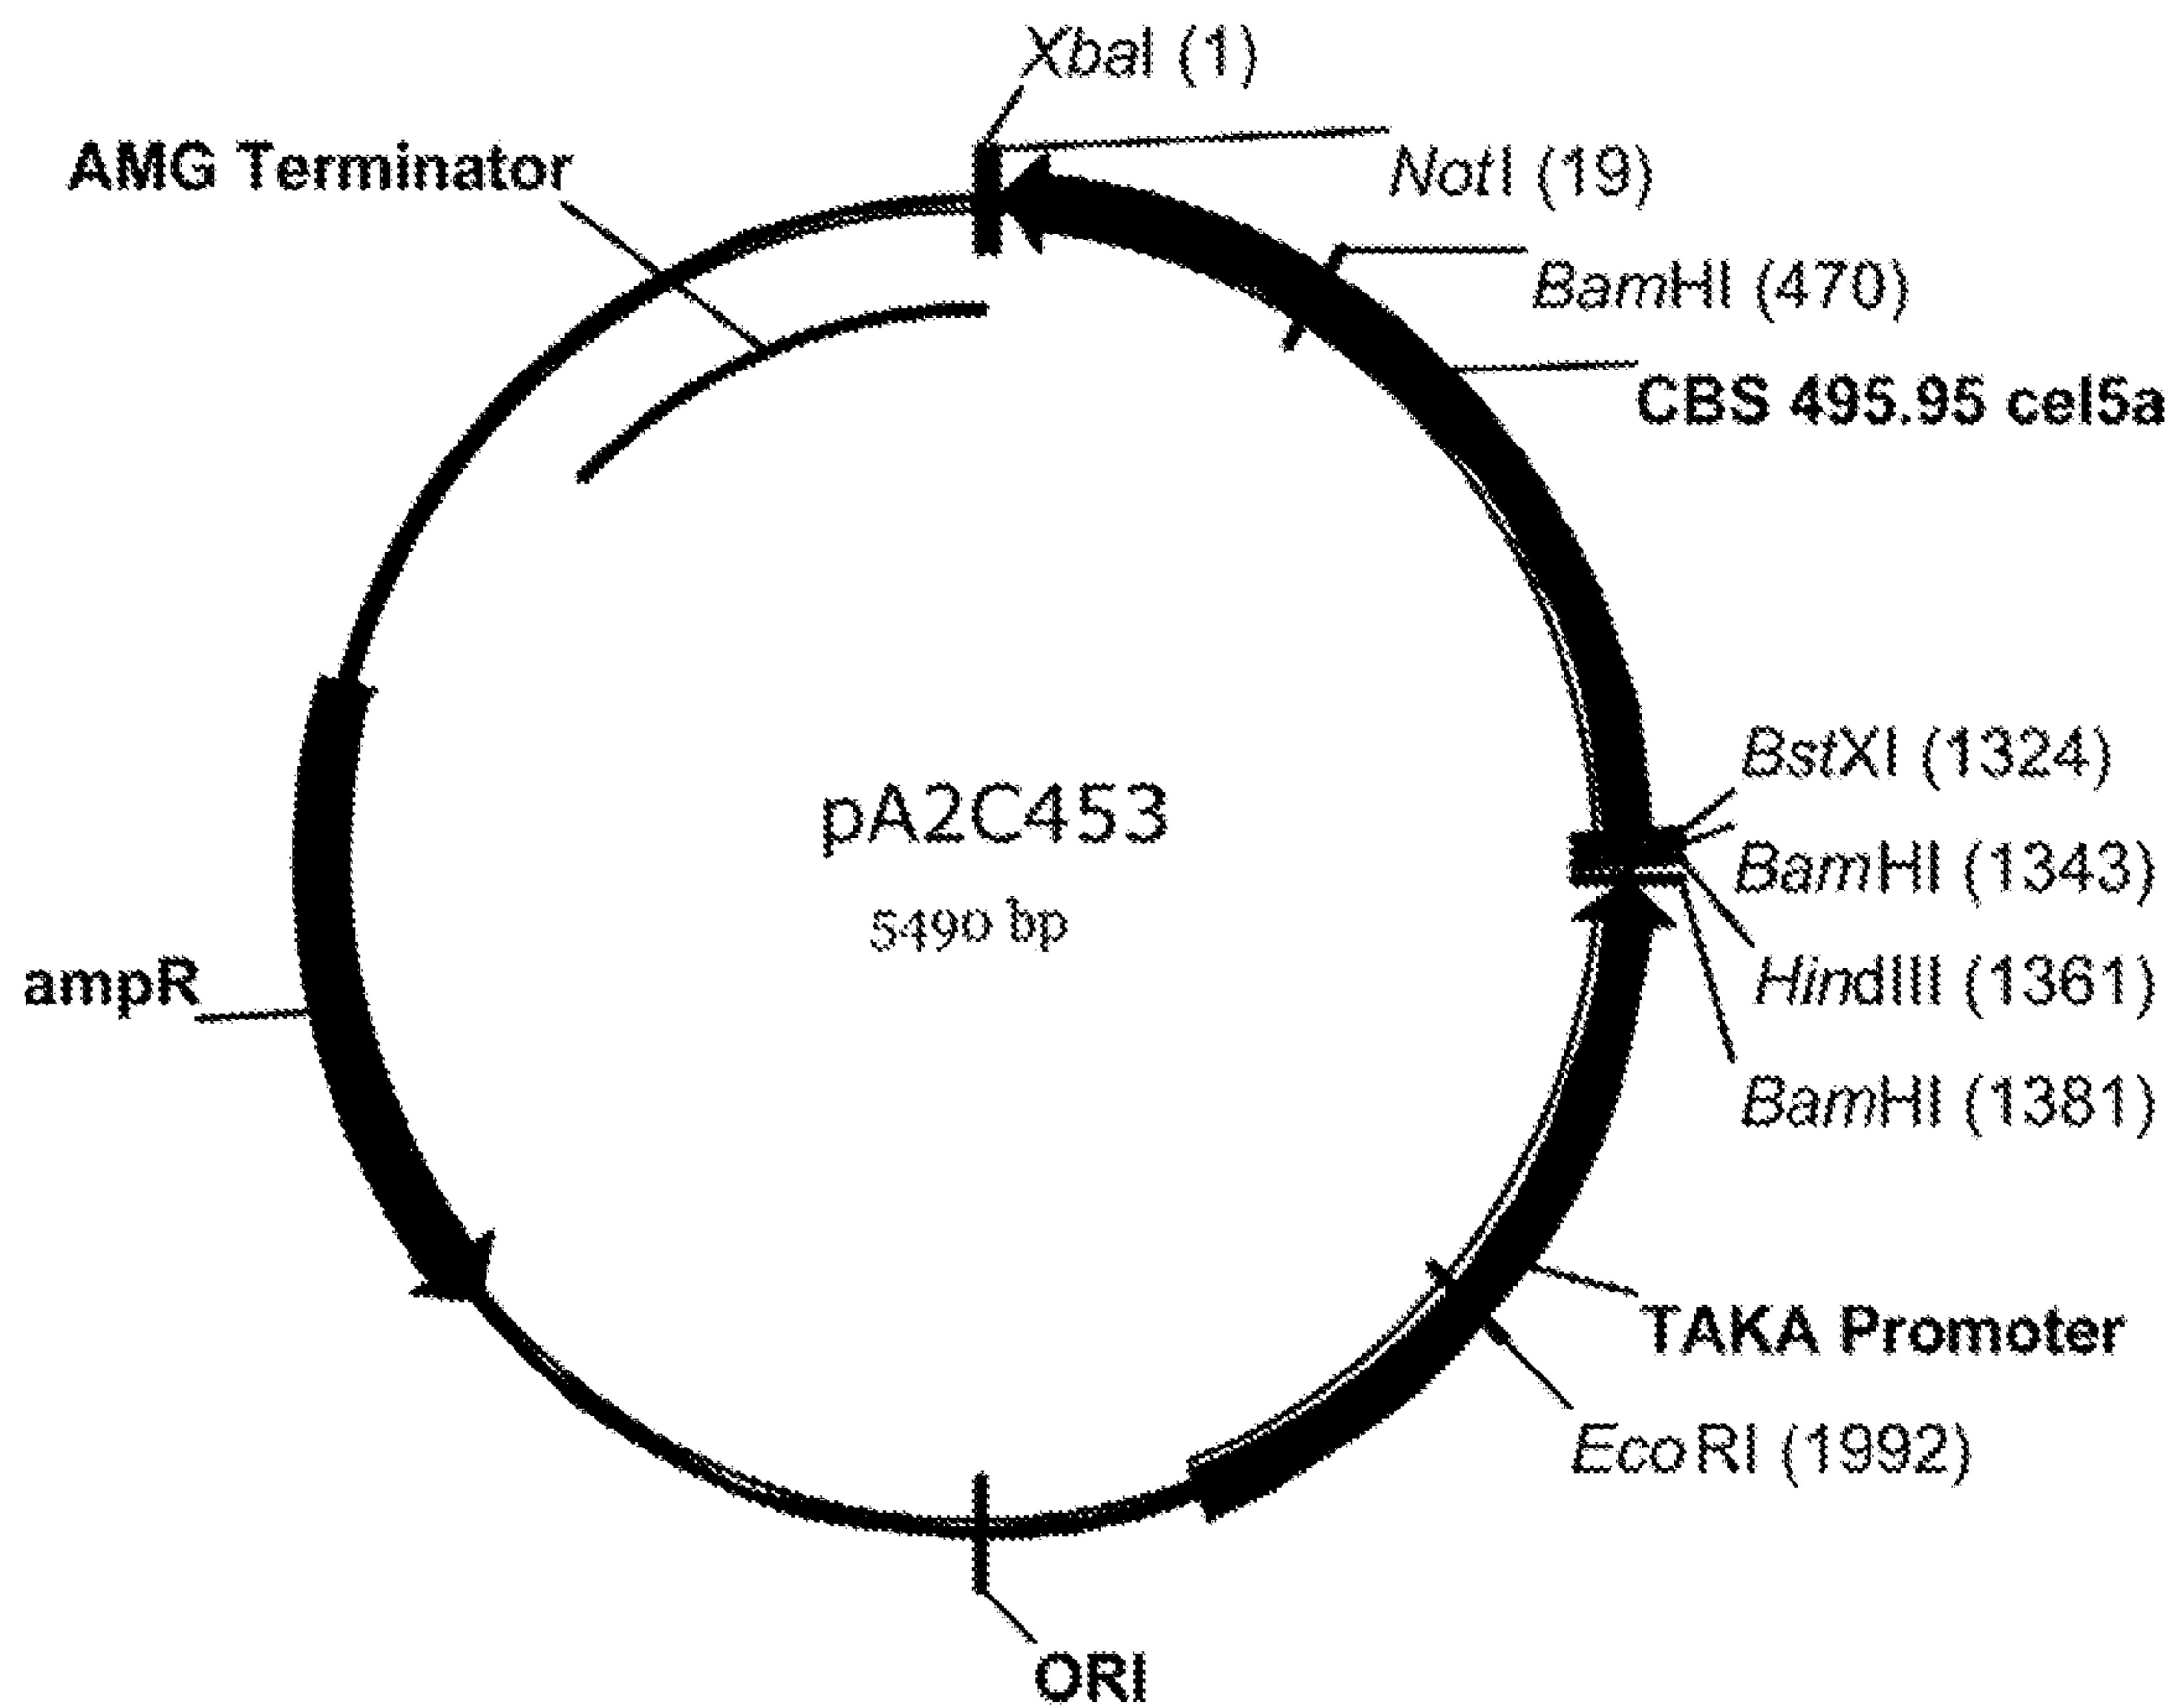 XbaI (1)
AMG Terminator
NotI (19)
BamHI (470)
CBS 495.95 cel5a
BstXI (1324)
pA2C453
BamHI (1343)
5490 bp
ampR
HindIII (1361)
BamHI (1381)
TAKA Promoter
EcoRI (1992)
ORI